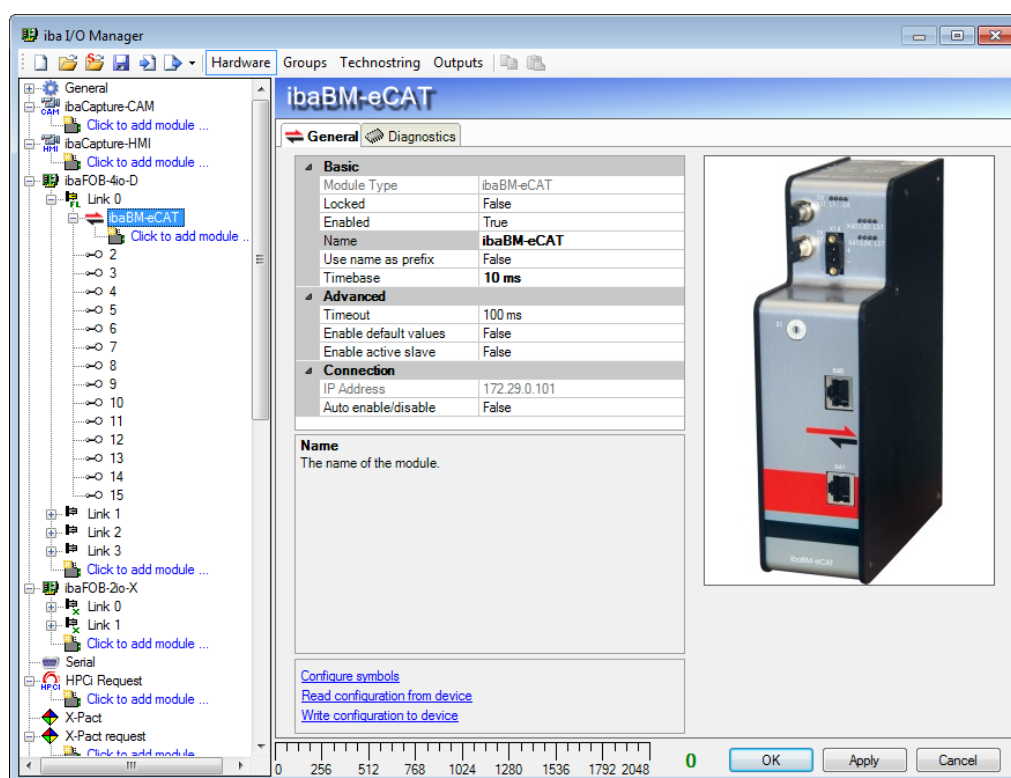 iba I/O Manager
Hardware Groups Technostring Outputs
General
ibaCapture-CAM
Click to add module ...
ibaCapture-HMI
Click to add module ...
ibaFOB-4io-D
Link 0
ibaBM-eCAT
Click to add module ..
2
3
4
5
6
7
8
9
10
11
12
13
14
15
Link 1
Link 2
Link 3
Click to add module ...
ibaFOB-2io-X
Link 0
Link 1
Click to add module ...
Serial
HPCi Request
Click to add module ...
X-Pact
X-Pact request
Click to add module
ibaBM-eCAT
General Diagnostics
Basic
Module Type ibaBM-eCAT
Locked False
Enabled True
Name ibaBM-eCAT
Use name as prefix False
Timebase 10 ms
Advanced
Timeout 100 ms
Enable default values False
Enable active slave False
Connection
IP Address 172.29.0.101
Auto enable/disable False
Name
The name of the module.
Configure symbols
Read configuration from device
Write configuration to device
X40
X41
ibaBM-eCAT
0 256 512 768 1024 1280 1536 1792 2048
0 OK Apply Cancel